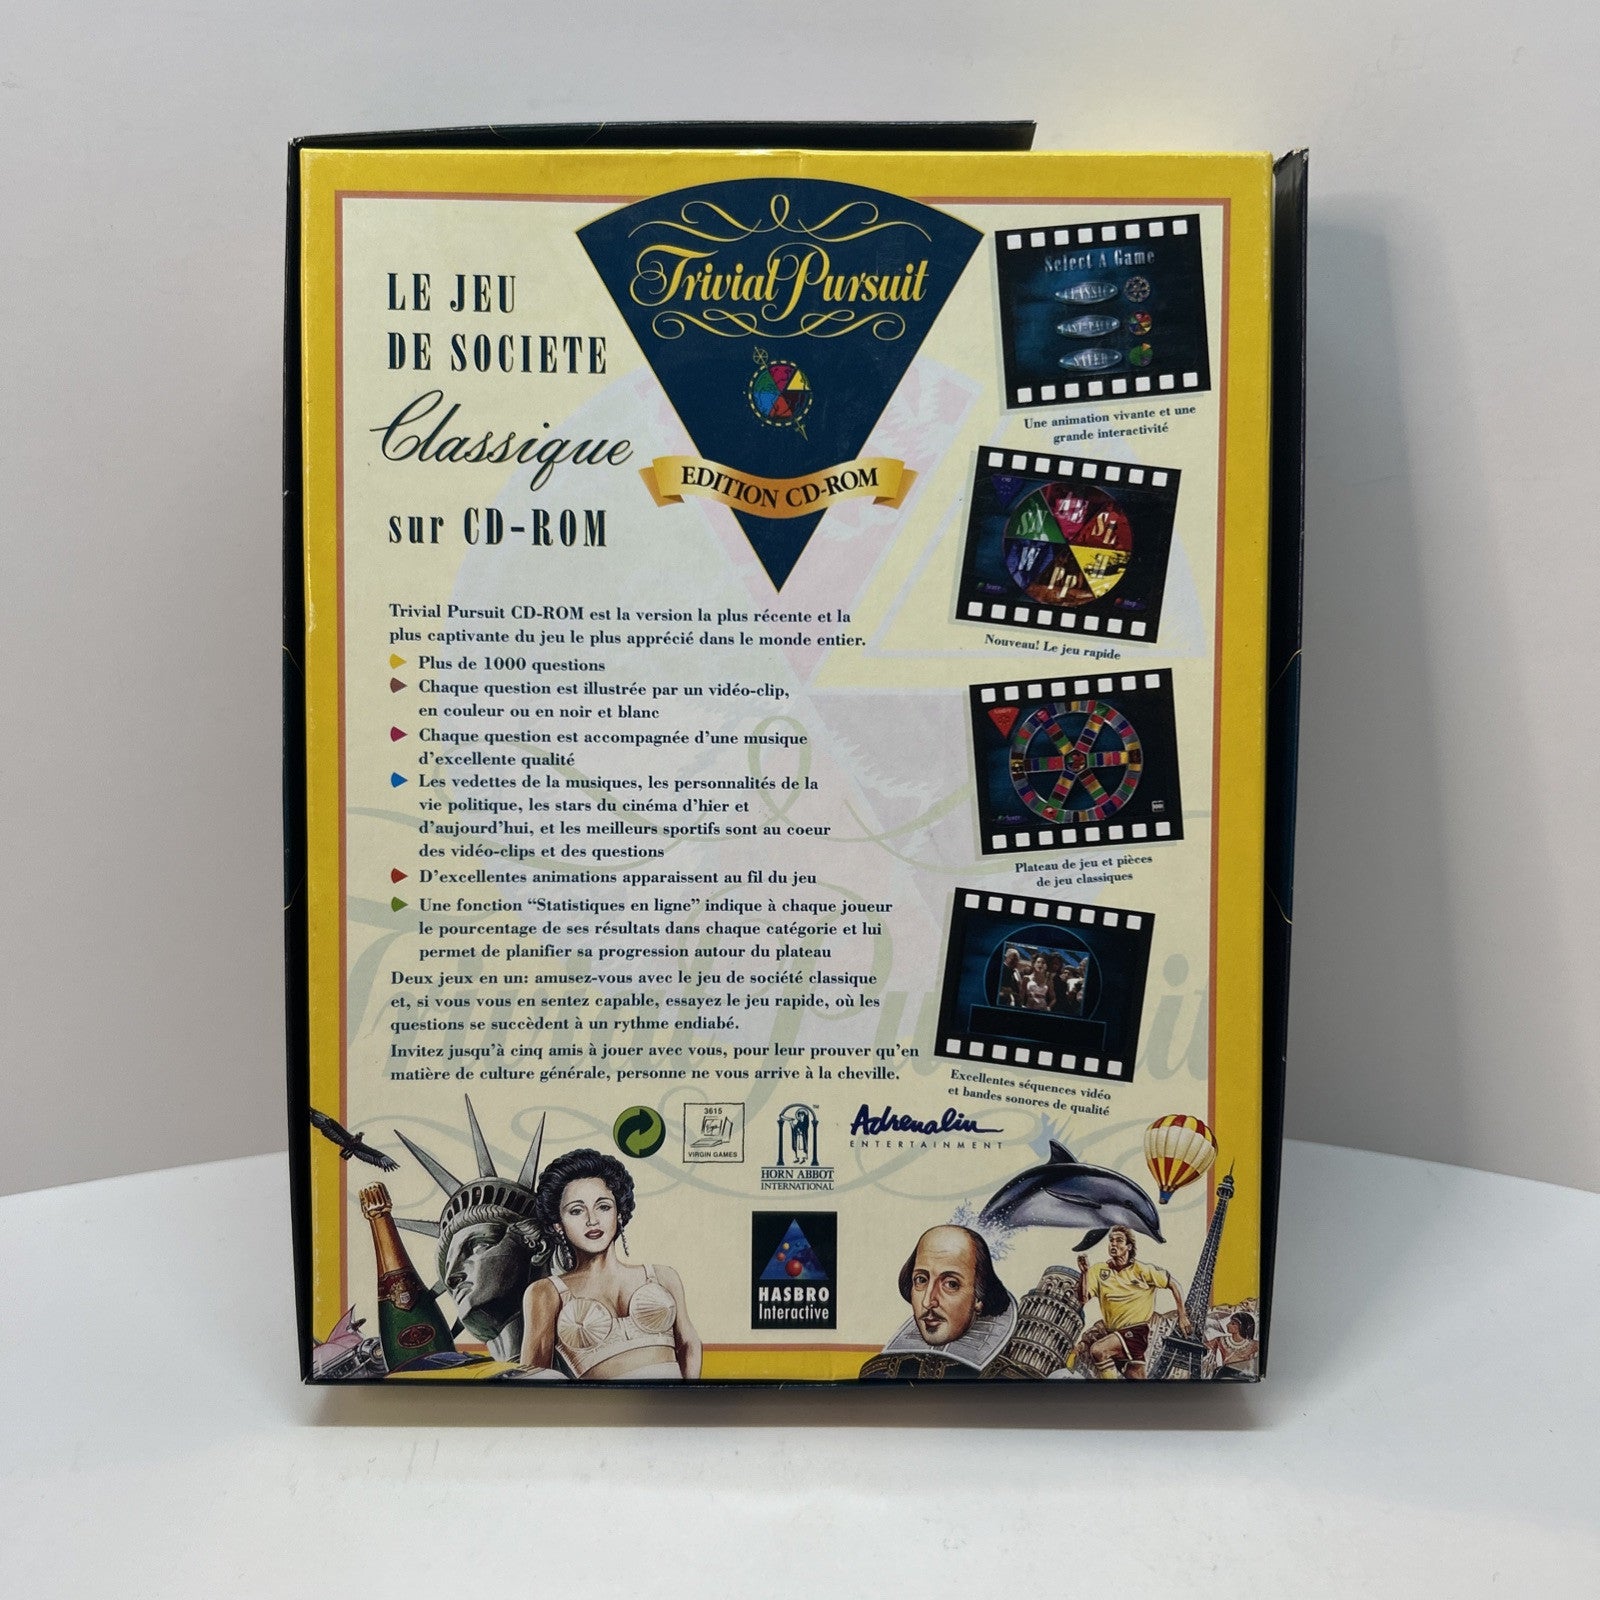 Trivial Pursuit
EDITION CD-ROM
LE JEU
DE SOCIETE
Classique
sur CD-ROM
Trivial Pursuit CD-ROM est la version la plus récente et la
plus captivante du jeu le plus apprécié dans le monde entier.
Plus de 1000 questions
Chaque question est illustrée par un vidéo-clip,
en couleur ou en noir et blanc
Chaque question est accompagnée d'une musique
d'excellente qualité
Les vedettes de la musiques, les personnalités de la
vie politique, les stars du cinéma d'hier et
d'aujourd'hui, et les meilleurs sportifs sont au coeur
des vidéo-clips et des questions
D'excellentes animations apparaissent au fil du jeu
Une fonction "Statistiques en ligne" indique à chaque joueur
le pourcentage de ses résultats dans chaque catégorie et lui
permet de planifier sa progression autour du plateau
Deux jeux en un: amusez-vous avec le jeu de société classique
et, si vous vous en sentez capable, essayez le jeu rapide, où les
questions se succèdent à un rythme endiabé.
Invitez jusqu'à cinq amis à jouer avec vous, pour leur prouver qu'en
matière de culture générale, personne ne vous arrive à la cheville.
Select A Game
CLASSIC
Une animation vivante et une
grande interactivité
SN
AE
SL
W
PP
Nouveau! Le jeu rapide
Plateau de jeu et pièces
de jeu classiques
Excellentes séquences vidéo
et bandes sonores de qualité
3615
VIRGIN GAMES
HORN ABBOT
INTERNATIONAL
Adrenalin
ENTERTAINMENT
HASBRO
Interactive